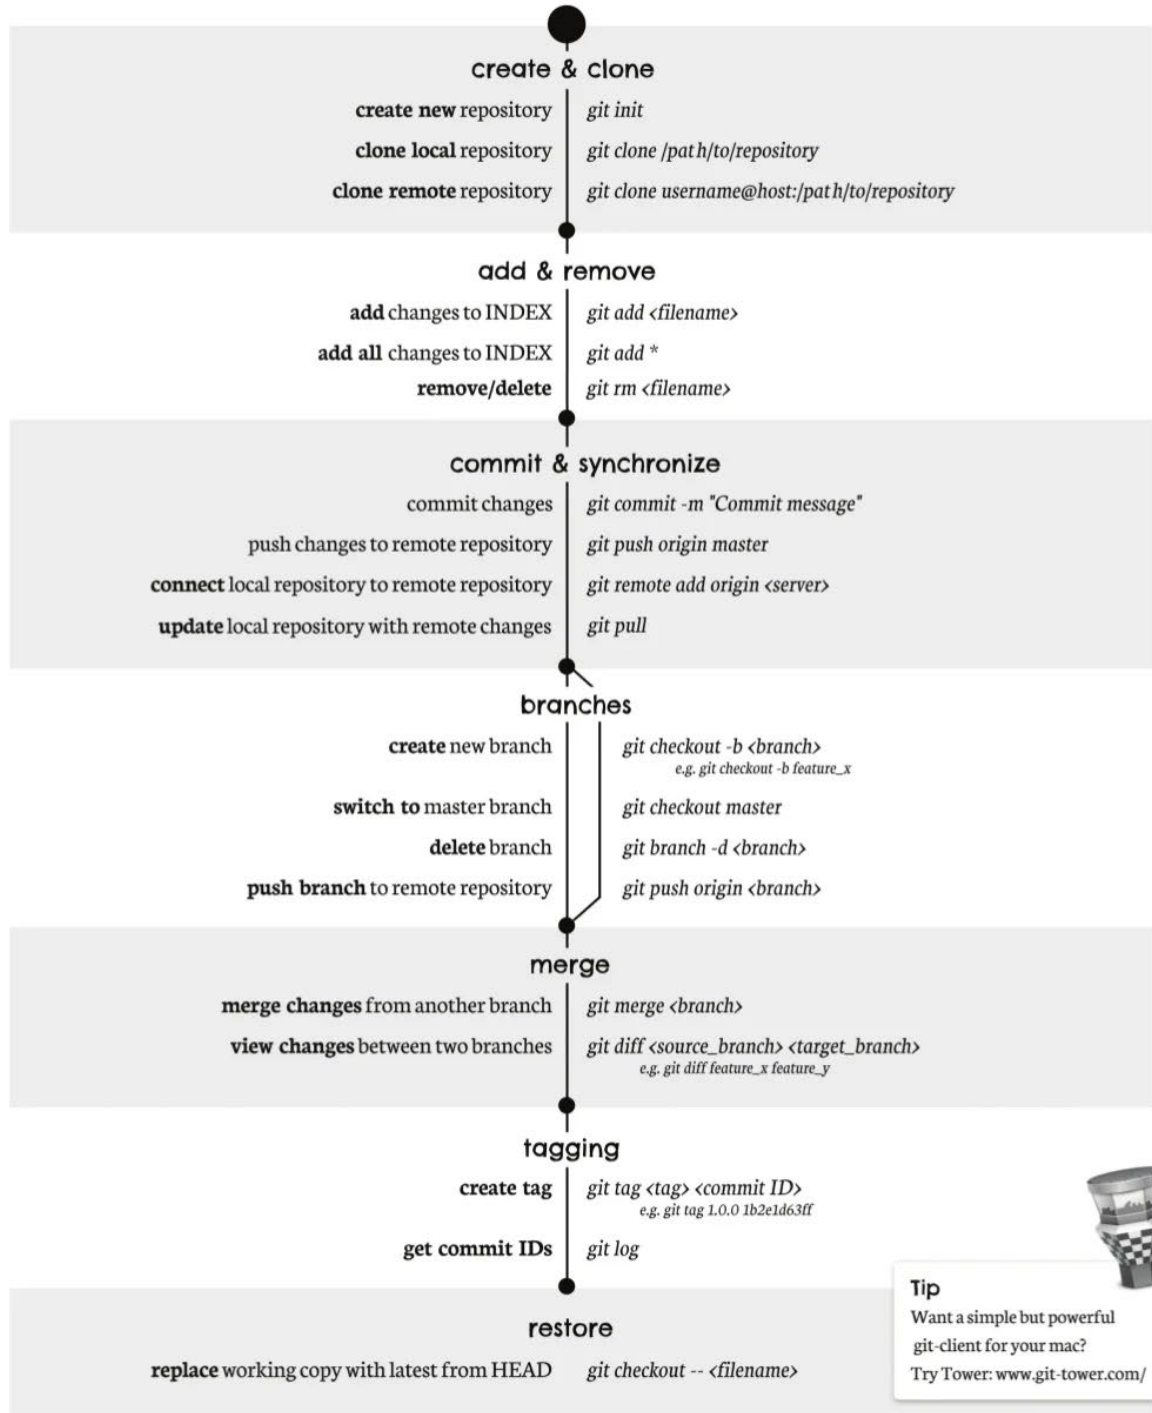 create & clone
create new repository git init
clone local repository git clone /path/to/repository
clone remote repository git clone username@host:/path/to/repository
add & remove
add changes to INDEX git add <filename>
add all changes to INDEX git add *
remove/delete git rm <filename>
commit & synchronize
commit changes git commit -m "Commit message"
push changes to remote repository git push origin master
connect local repository to remote repository git remote add origin <server>
update local repository with remote changes git pull
branches
create new branch git checkout -b <branch>
e.g. git checkout -b feature_x
switch to master branch git checkout master
delete branch git branch -d <branch>
push branch to remote repository git push origin <branch>
merge
merge changes from another branch git merge <branch>
view changes between two branches git diff <source_branch> <target_branch>
e.g. git diff feature_x feature_y
tagging
create tag git tag <tag> <commit ID>
e.g. git tag 1.0.0 1b2e1d63ff
get commit IDs git log
restore
replace working copy with latest from HEAD git checkout -- <filename>
Tip
Want a simple but powerful
git-client for your mac?
Try Tower: www.git-tower.com/